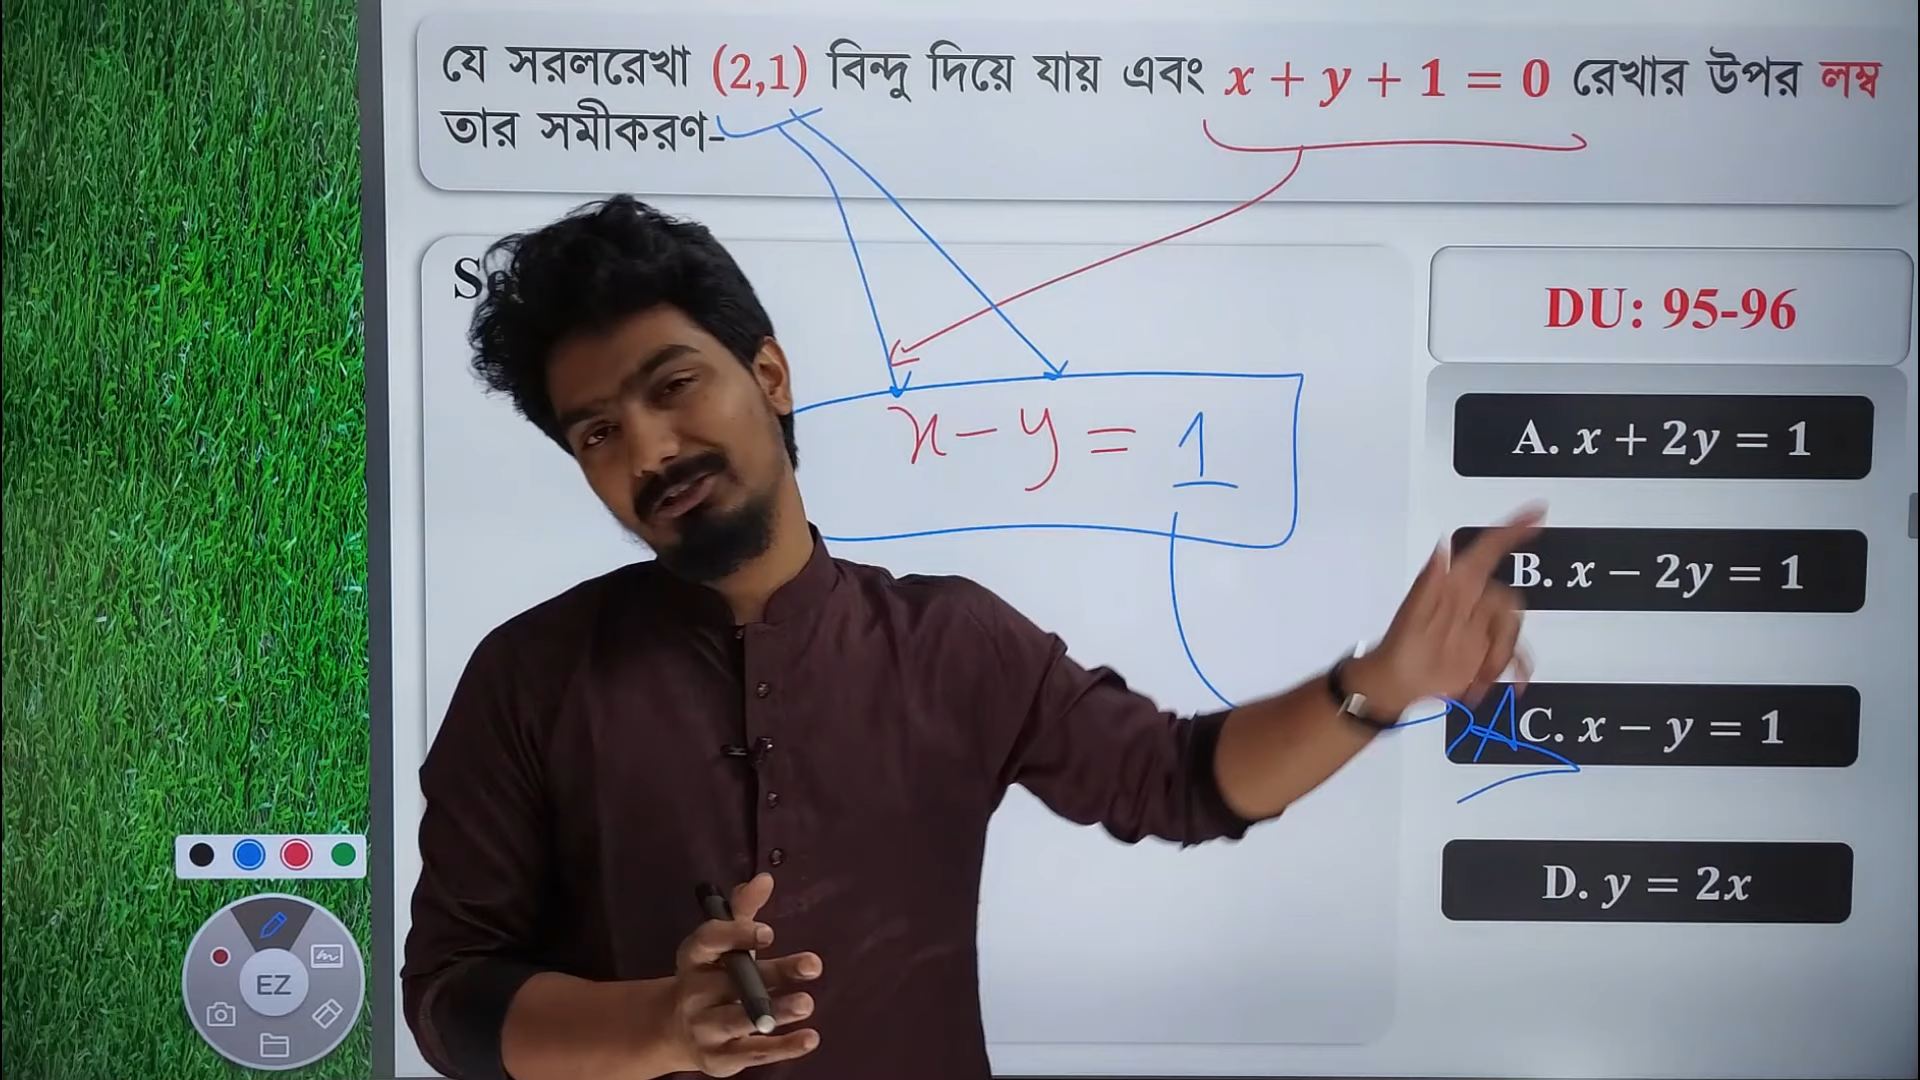 যে সরলরেখা (2,1) বিন্দু দিয়ে যায় এবং x + y + 1 = 0 রেখার উপর লম্ব
তার সমীকরণ-
x - y = 1
DU: 95-96
A. x + 2y = 1
B. x - 2y = 1
C. x - y = 1
D. y = 2x
EZ